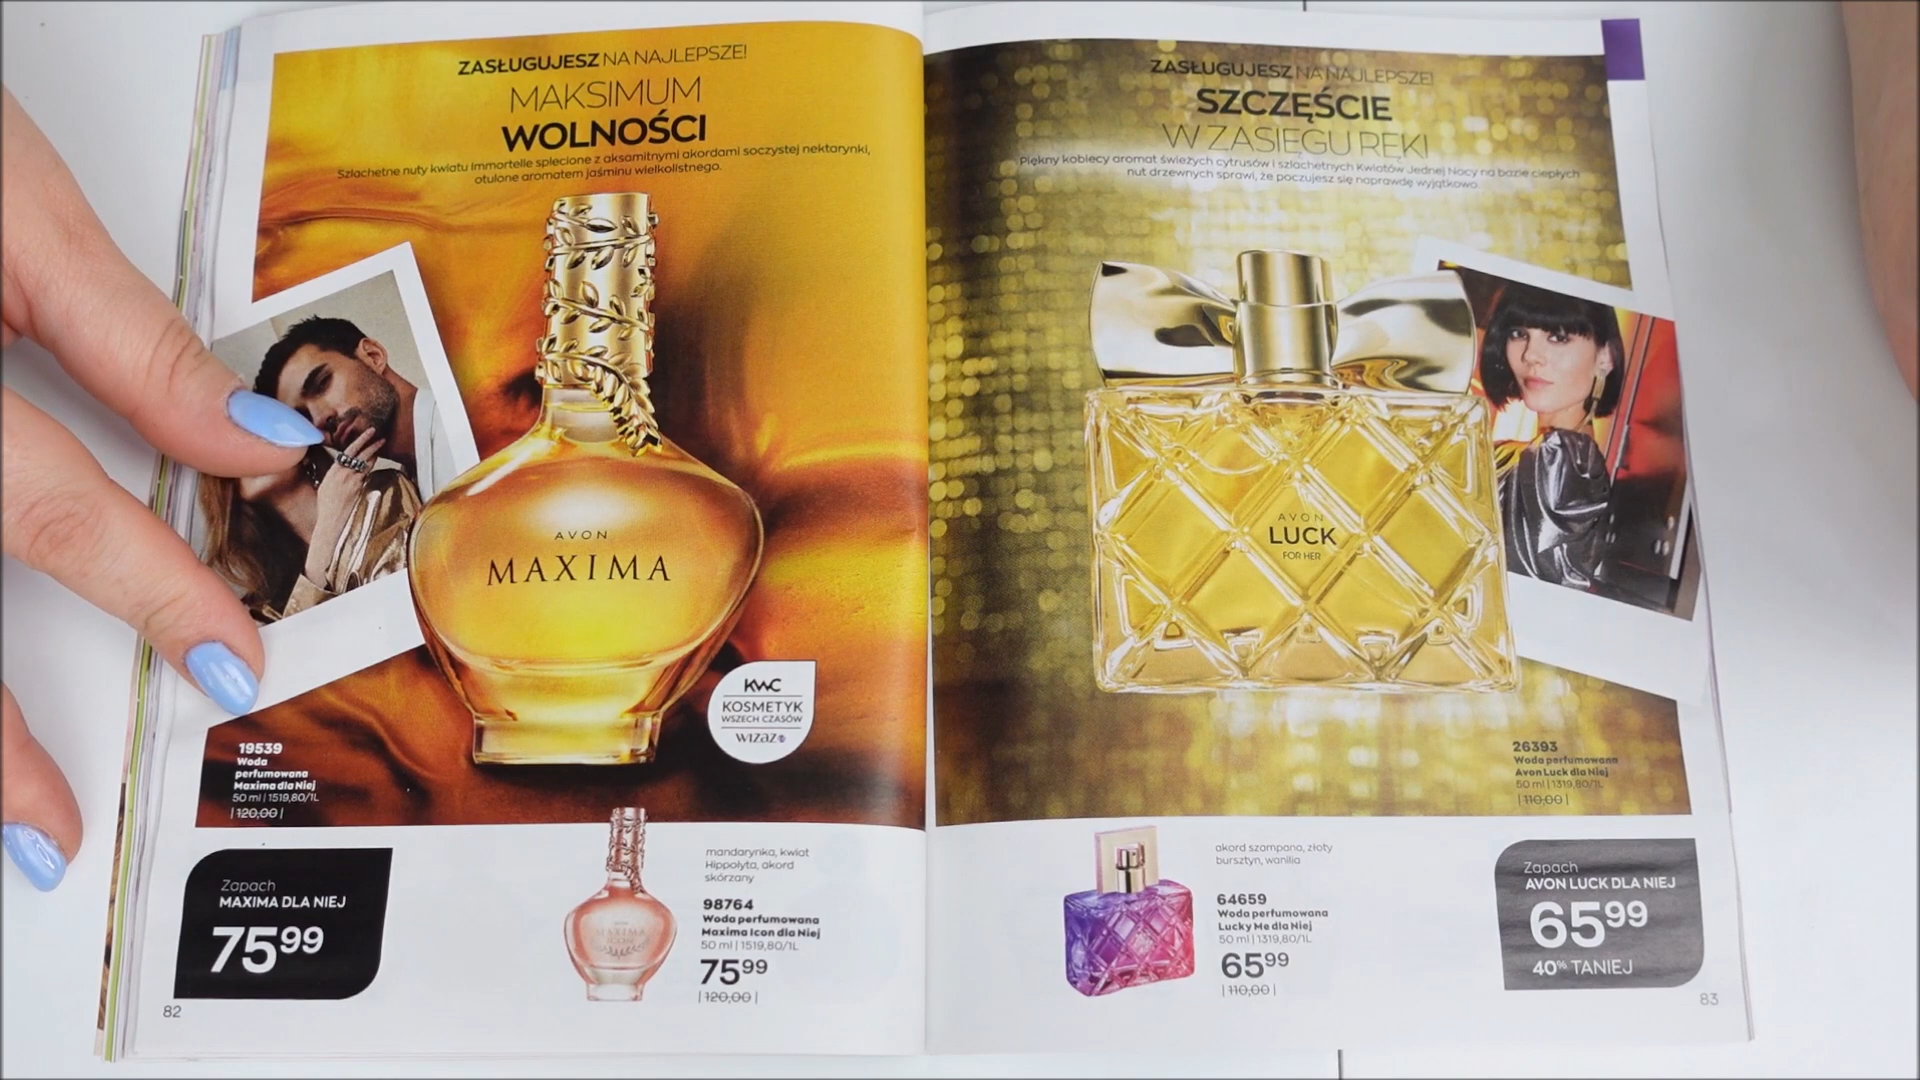 ZASŁUGUJESZ NA NAJLEPSZE!
MAKSIMUM
WOLNOŚCI
Szlachetne nuty kwiatu Immortelle splecione z aksamitnymi akordami soczystej nektarynki,
otulone aromatem jaśminu wielkolistnego.
AVON
MAXIMA
KWC
KOSMETYK
WSZECH CZASÓW
wizaz
19539
Woda
perfumowana
Maxima dla Niej
50 ml | 1519,80/1L
| 120,00 |
Zapach
MAXIMA DLA NIEJ
75 99
MAXIMA
ICON
mandarynka, kwiat
Hippolyta, akord
skórzany
98764
Woda perfumowana
Maxima Icon dla Niej
50 ml | 1519,80/1L
75 99
| 120,00 |
82
ZASŁUGUJESZ NA NAJLEPSZE!
SZCZĘŚCIE
W ZASIĘGU RĘKI
Piękny kobiecy aromat świeżych cytrusów i szlachetnych Kwiatów Jednej Nocy na bazie ciepłych
nut drzewnych sprawi, że poczujesz się naprawdę wyjątkowo.
AVON
LUCK
FOR HER
26393
Woda perfumowana
Avon Luck dla Niej
50 ml | 1319,80/1L
| 110,00 |
akord szampana, złoty
bursztyn, wanilia
64659
Woda perfumowana
Lucky Me dla Niej
50 ml | 1319,80/1L
65 99
| 110,00 |
Zapach
AVON LUCK DLA NIEJ
65 99
40% TANIEJ
83